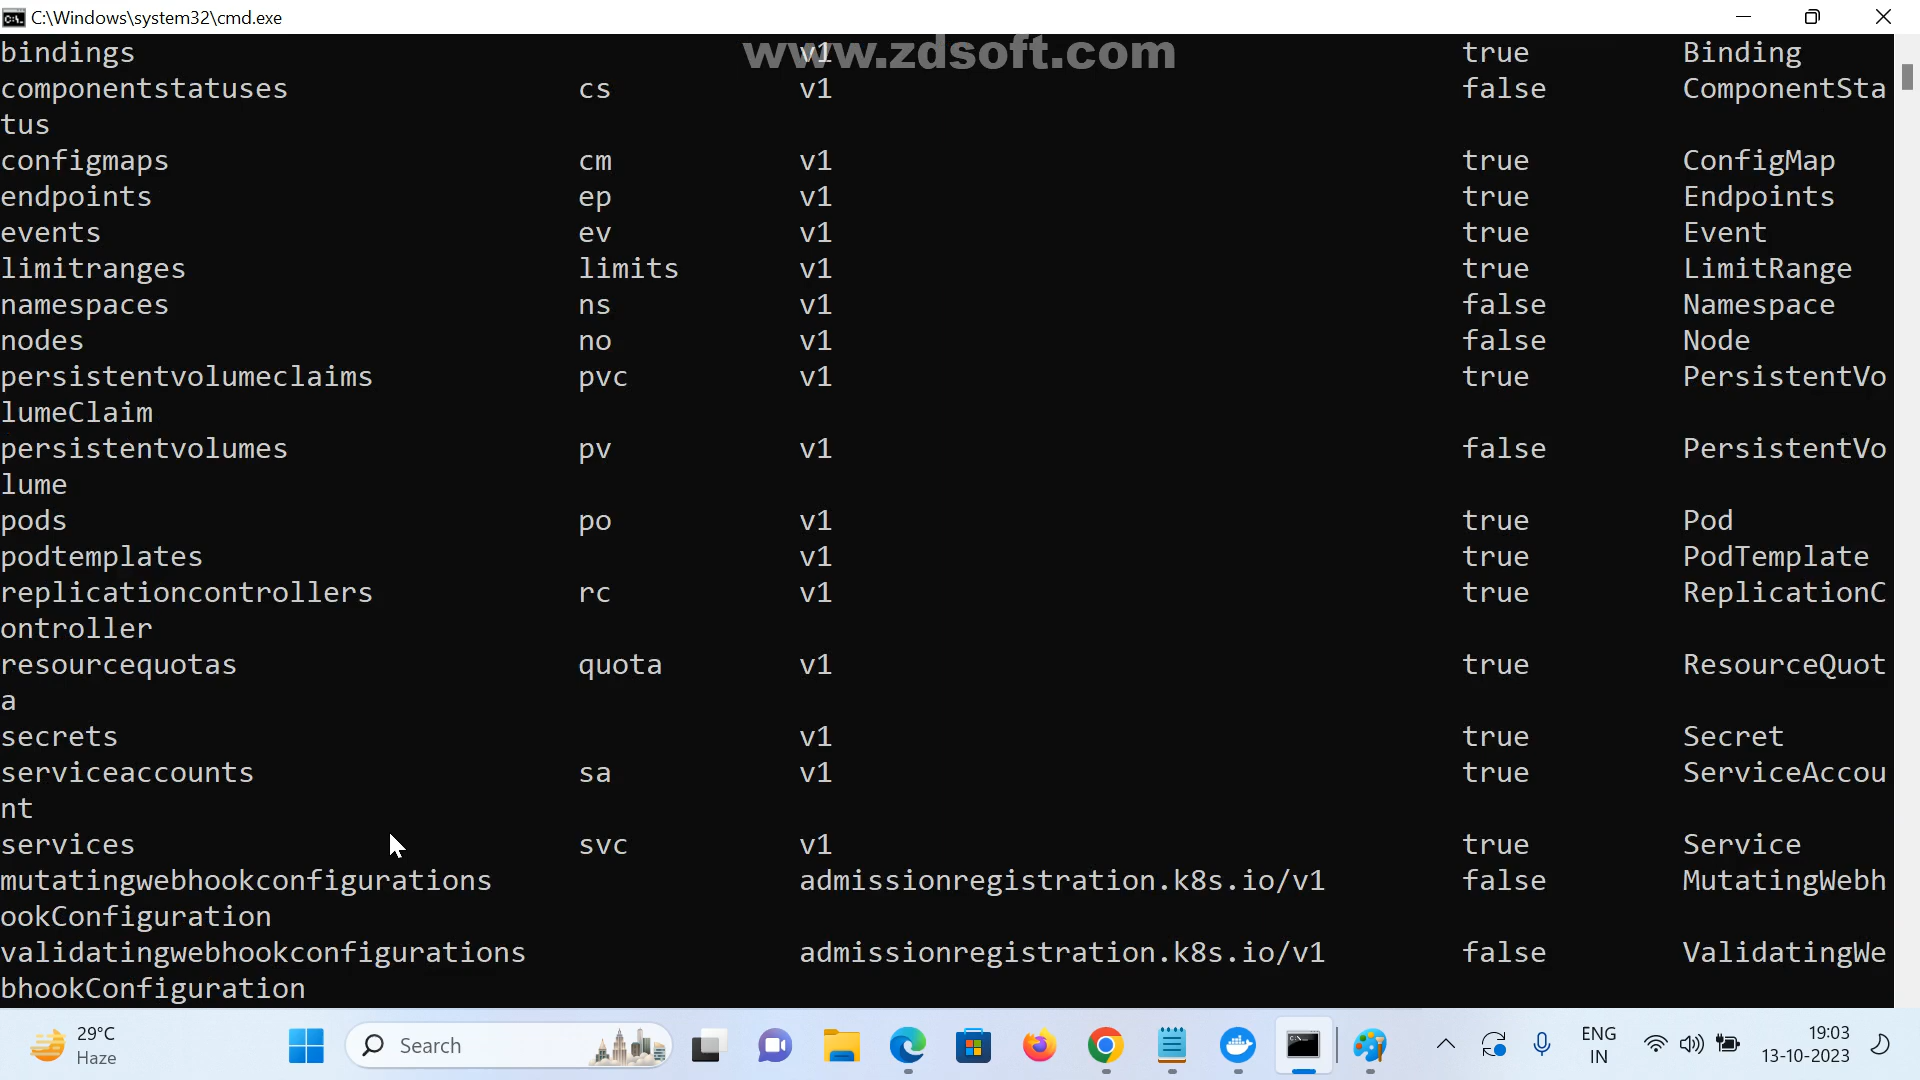 C:\Windows\system32\cmd.exe
www.zdsoft.com
bindings v1 true Binding
componentstatuses cs v1 false ComponentSta
tus
configmaps cm v1 true ConfigMap
endpoints ep v1 true Endpoints
events ev v1 true Event
limitranges limits v1 true LimitRange
namespaces ns v1 false Namespace
nodes no v1 false Node
persistentvolumeclaims pvc v1 true PersistentVo
lumeClaim
persistentvolumes pv v1 false PersistentVo
lume
pods po v1 true Pod
podtemplates v1 true PodTemplate
replicationcontrollers rc v1 true ReplicationC
ontroller
resourcequotas quota v1 true ResourceQuot
a
secrets v1 true Secret
serviceaccounts sa v1 true ServiceAccou
nt
services svc v1 true Service
mutatingwebhookconfigurations admissionregistration.k8s.io/v1 false MutatingWebh
ookConfiguration
validatingwebhookconfigurations admissionregistration.k8s.io/v1 false ValidatingWe
bhookConfiguration
29°C
Haze
Search
ENG
IN
19:03
13-10-2023